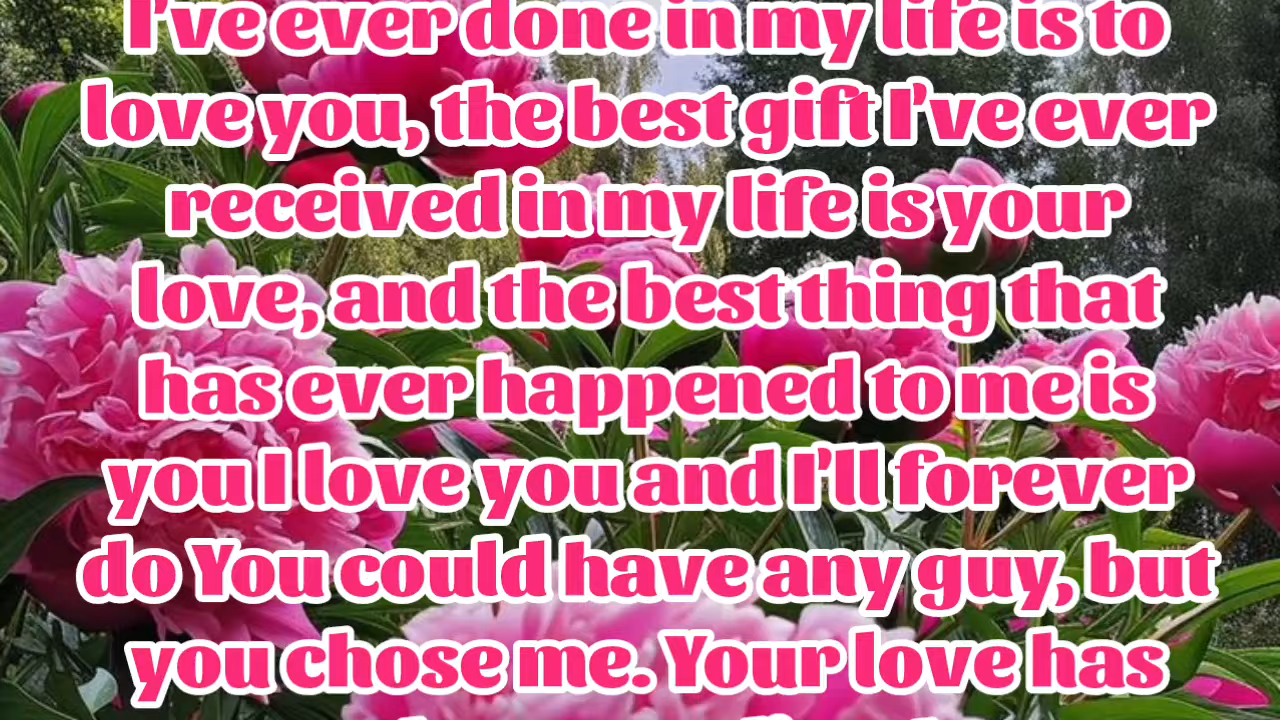 I've ever done in my life is to
love you, the best gift I've ever
received in my life is your
love, and the best thing that
has ever happened to me is
you I love you and I'll forever
do You could have any guy, but
you chose me. Your love has